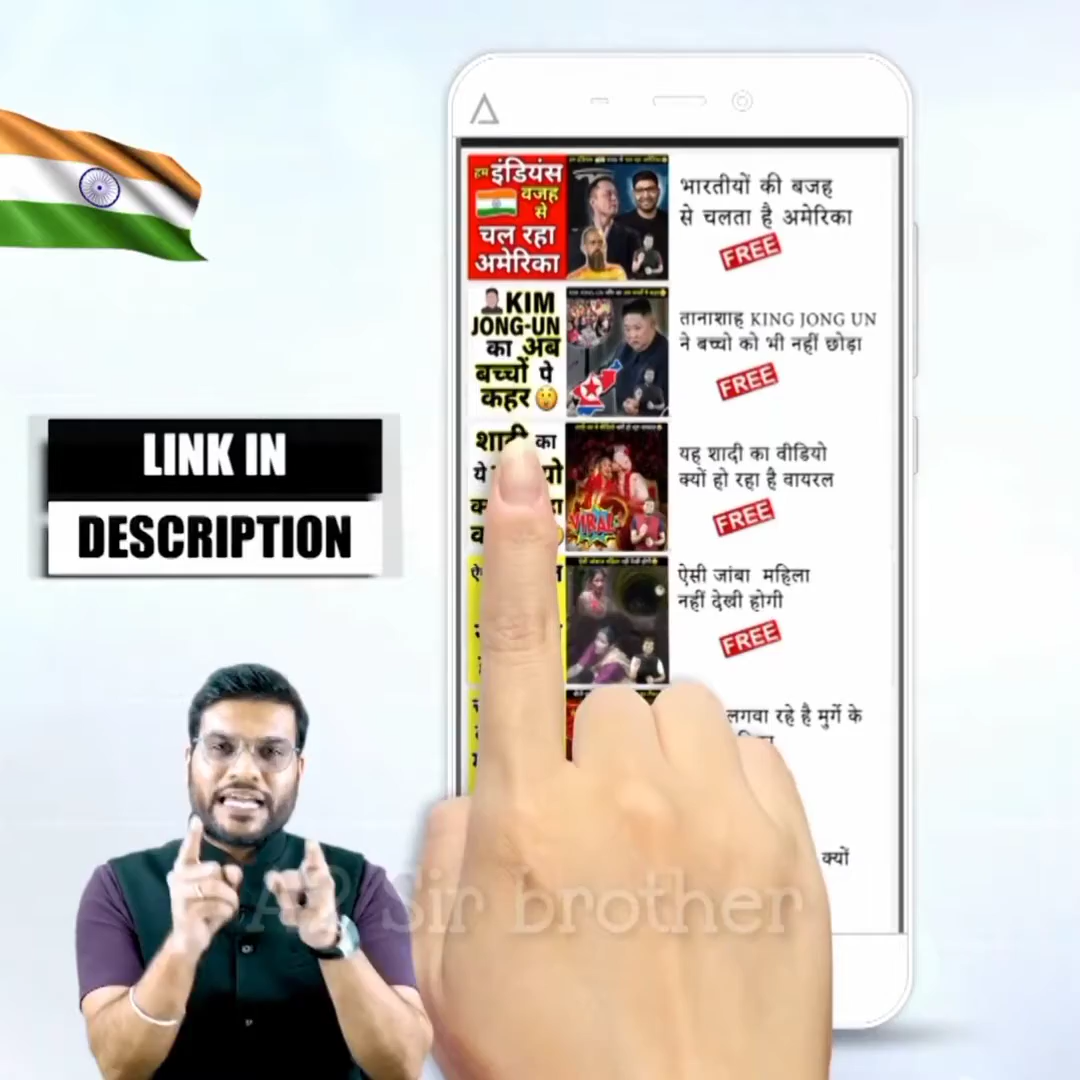 LINK IN
DESCRIPTION
हम इंडियंस
वजह
से
चल रहा
अमेरिका
भारतीयों की बजह
से चलता है अमेरिका
FREE
KIM
JONG-UN
का अब
बच्चों पे
कहर
तानाशाह KING JONG UN
ने बच्चो को भी नहीं छोड़ा
FREE
शादी का
ये
VIRAL
यह शादी का वीडियो
क्यों हो रहा है वायरल
FREE
ऐसी जांबा महिला
नहीं देखी होगी
FREE
लगवा रहे है मुर्गे के
क्यों
A2 Sir brother